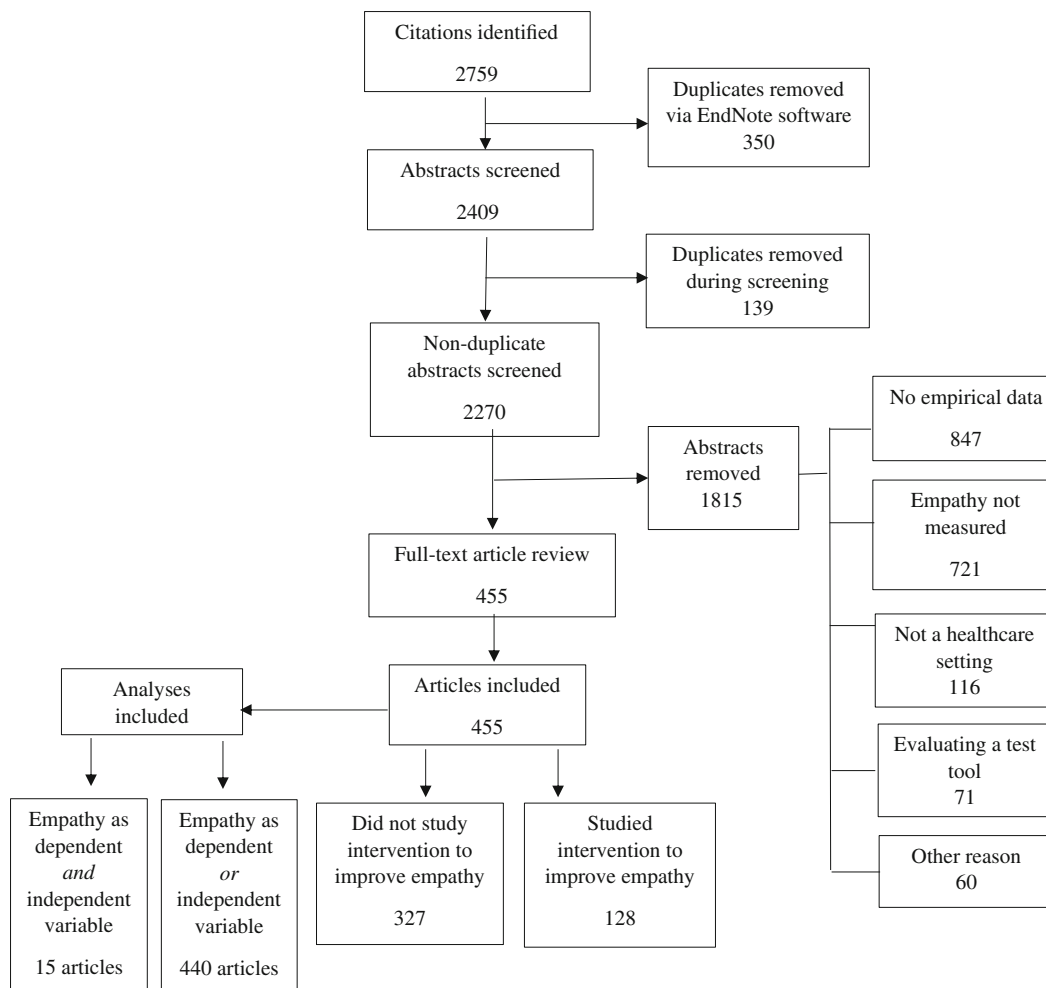 Citations identified
2759
Duplicates removed
via EndNote software
350
Abstracts screened
2409
Duplicates removed
during screening
139
Non-duplicate
abstracts screened
2270
No empirical data
847
Abstracts
removed
1815
Empathy not
measured
721
Full-text article review
455
Not a healthcare
setting
116
Analyses
included
Articles included
455
Evaluating a test
tool
71
Empathy as
dependent
and
independent
variable
15 articles
Empathy as
dependent
or
independent
variable
440 articles
Did not study
intervention to
improve empathy
327
Studied
intervention to
improve empathy
128
Other reason
60